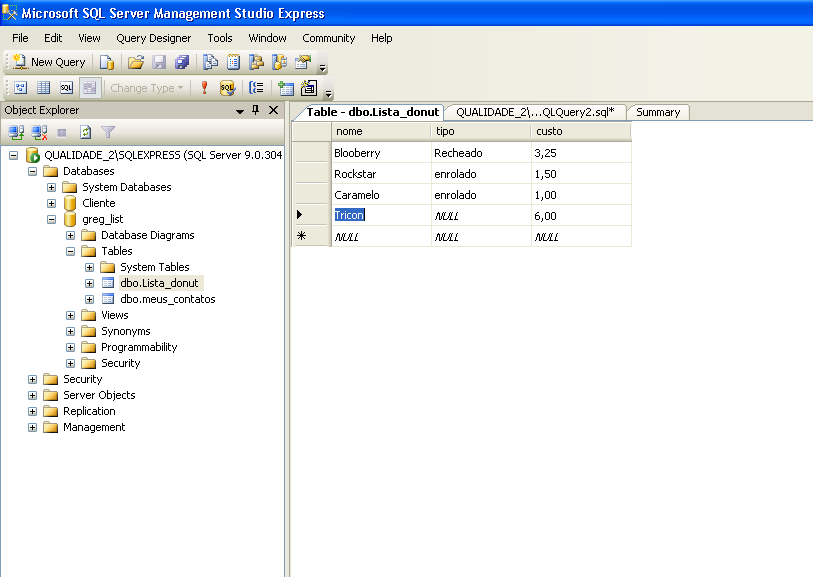 Microsoft SQL Server Management Studio Express
File Edit View Query Designer Tools Window Community Help
New Query
SQL Change Type SQL
Object Explorer
Table - dbo.Lista_donut QUALIDADE_2\...QLQuery2.sql* Summary
QUALIDADE_2\SQLEXPRESS (SQL Server 9.0.304
Databases
System Databases
Cliente
greg_list
Database Diagrams
Tables
System Tables
dbo.Lista_donut
dbo.meus_contatos
Views
Synonyms
Programmability
Security
Security
Server Objects
Replication
Management
nome tipo custo
Blooberry Recheado 3,25
Rockstar enrolado 1,50
Caramelo enrolado 1,00
Tricon NULL 6,00
NULL NULL NULL